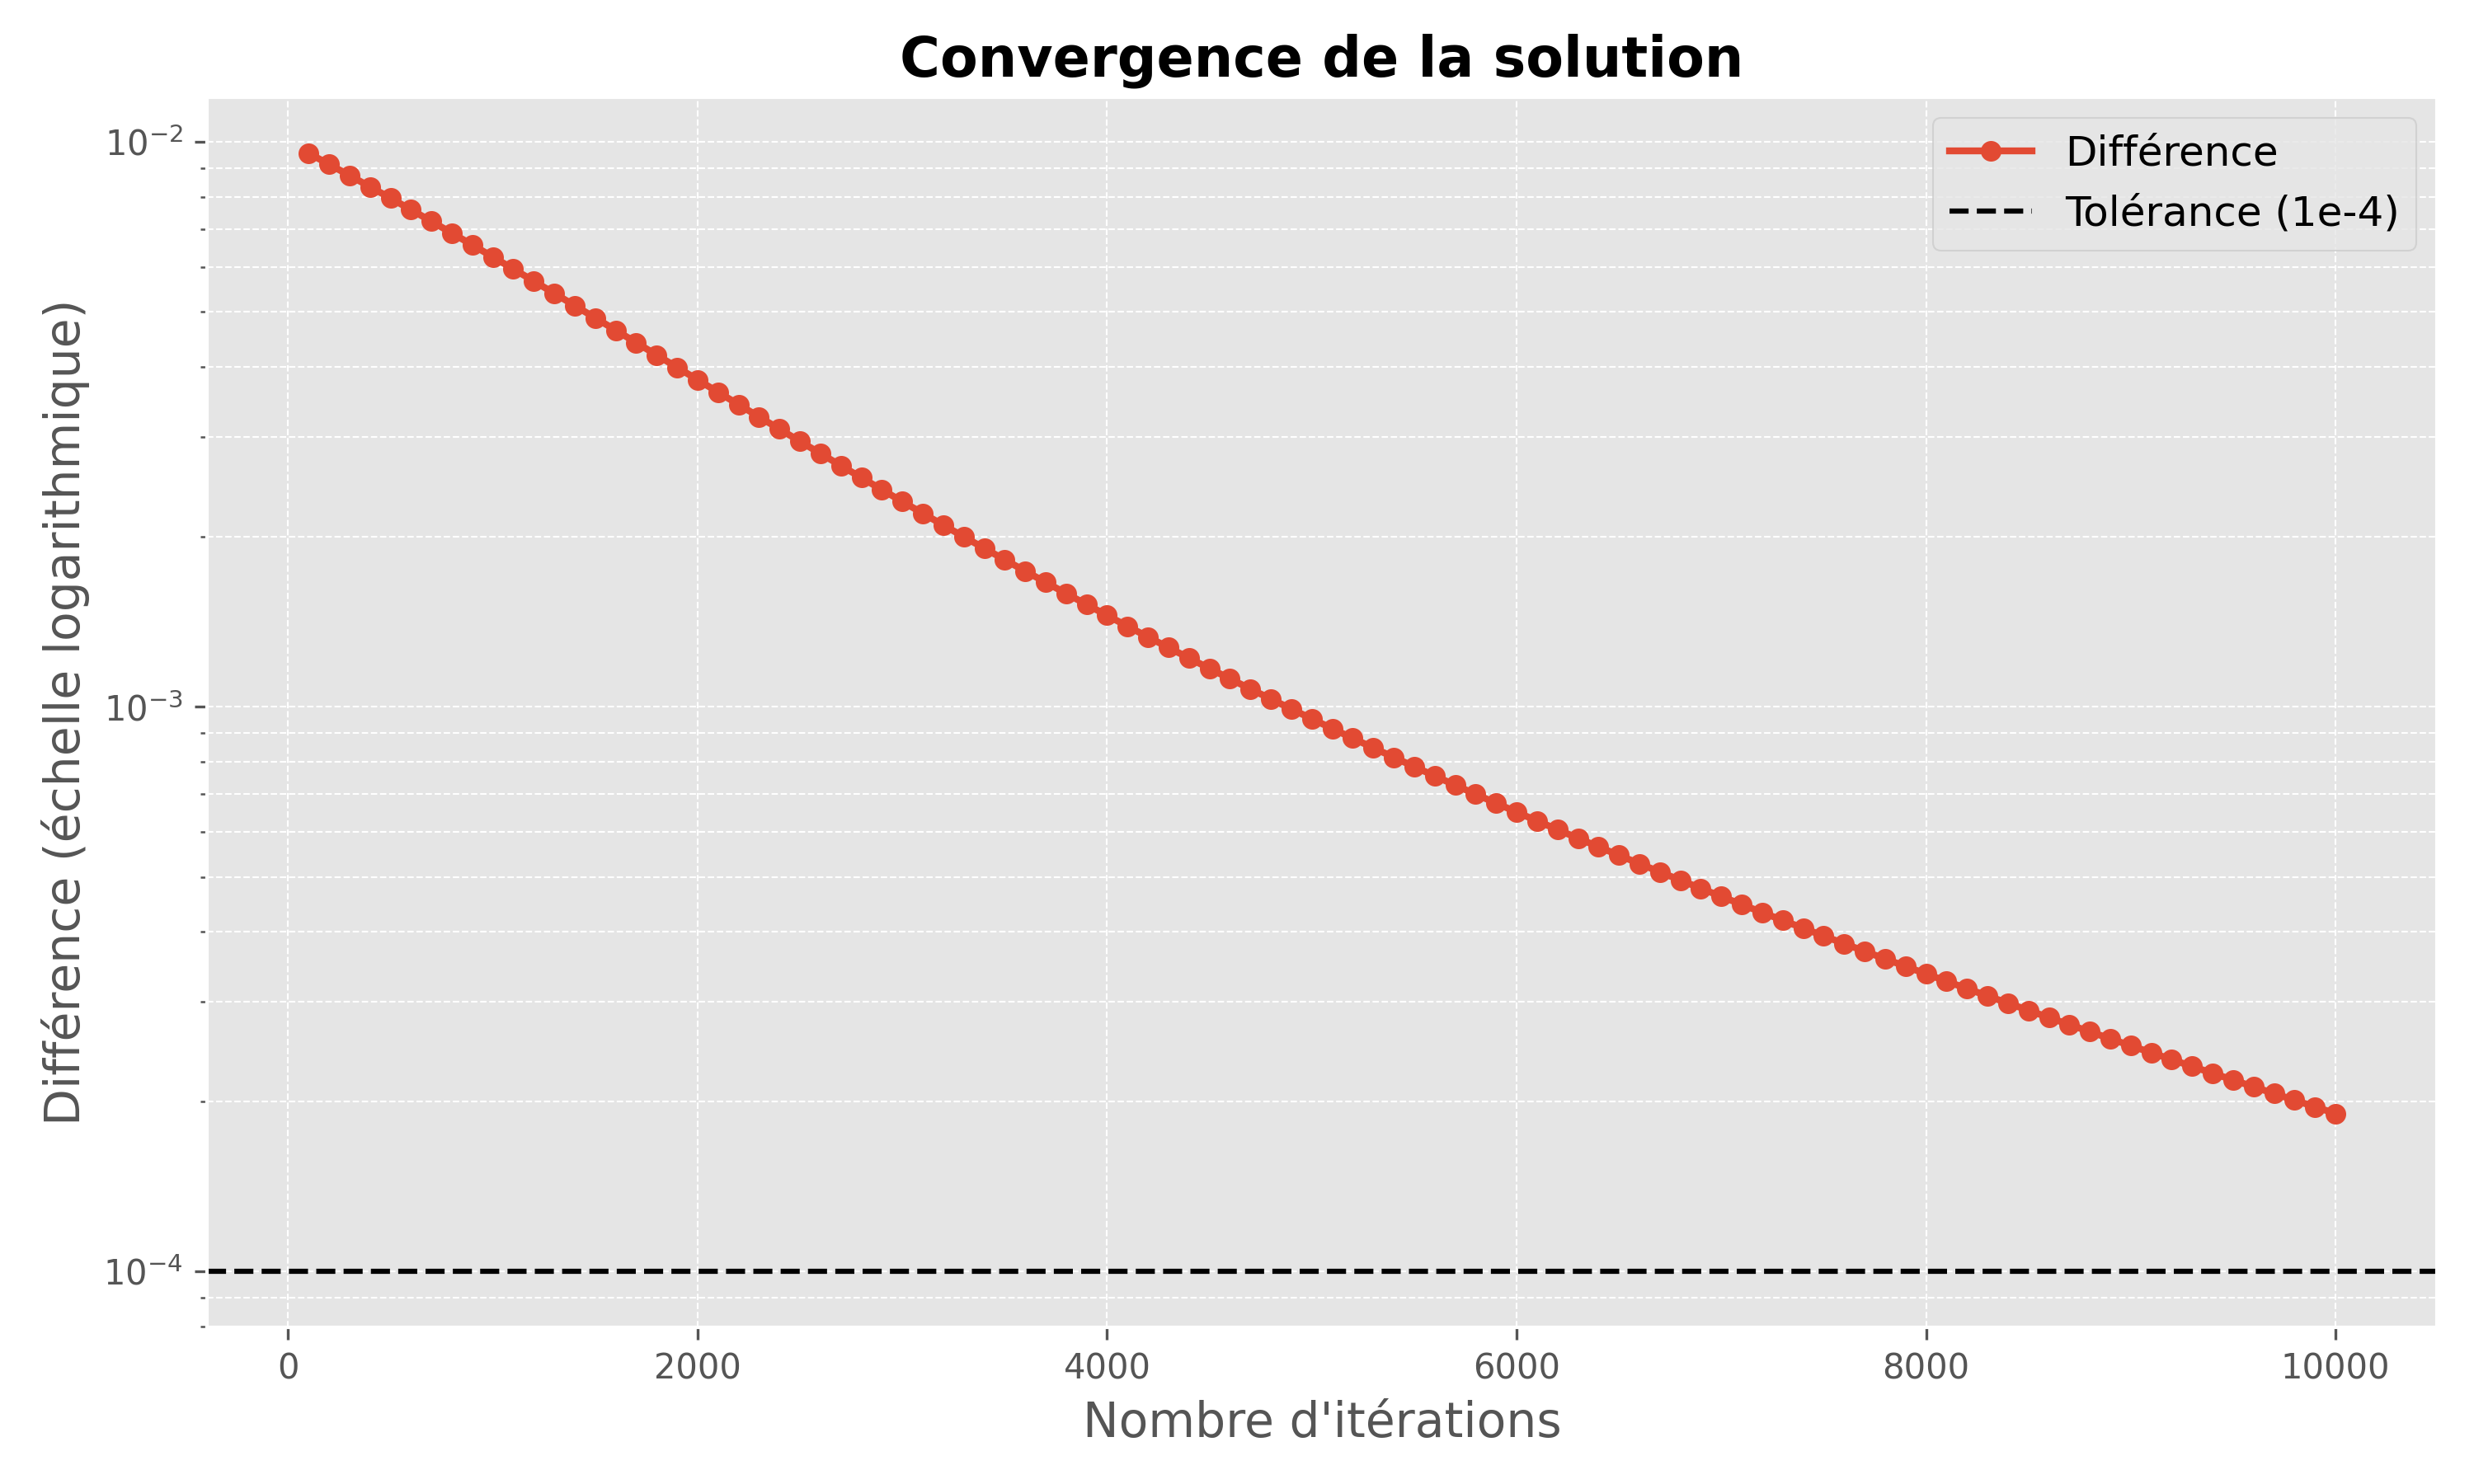 Convergence de la solution
Différence
Tolérance (1e-4)
Différence (échelle logarithmique)
10⁻²
10⁻³
10⁻⁴
0 2000 4000 6000 8000 10000
Nombre d'itérations